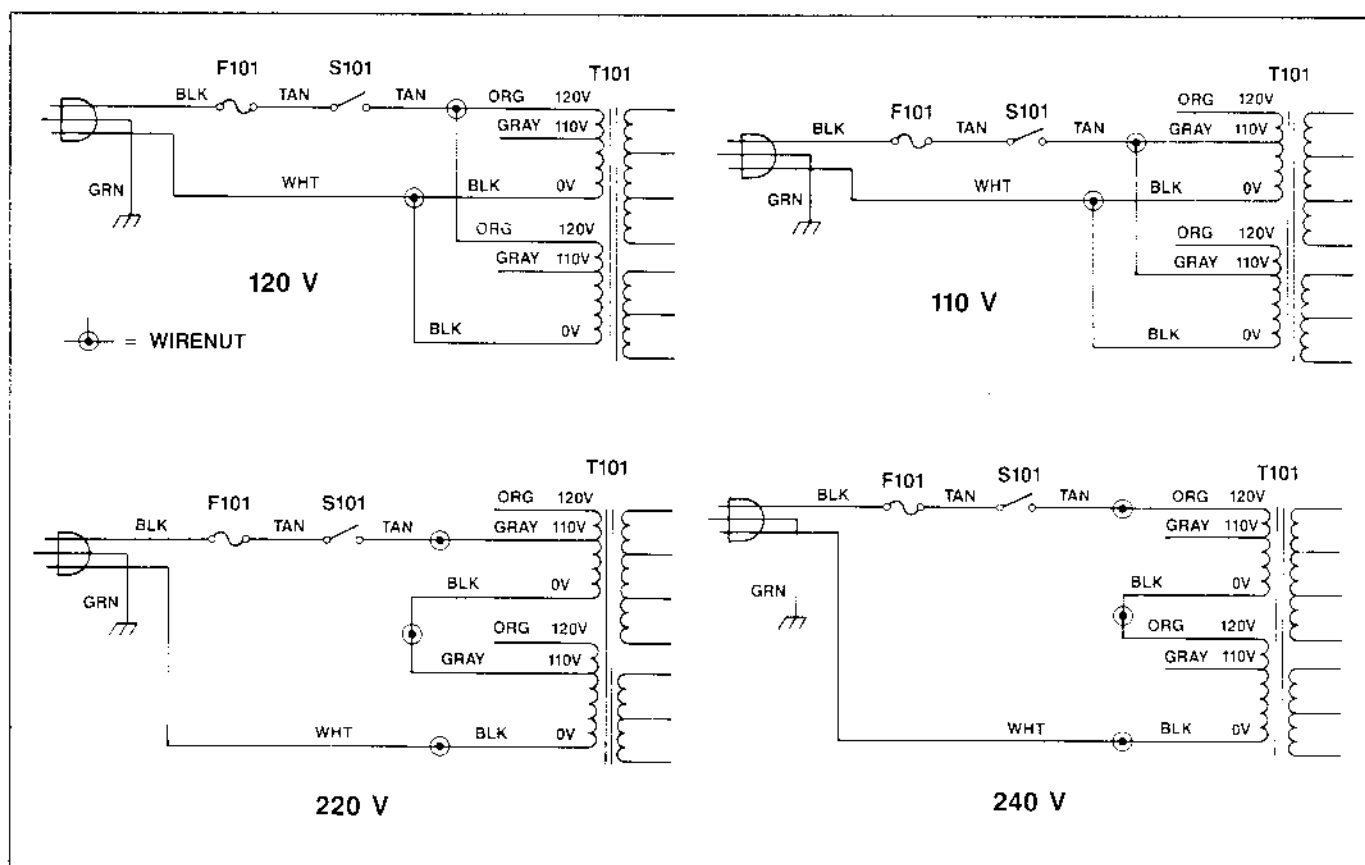 F101 S101 T101
BLK TAN TAN ORG 120V
GRAY 110V
GRN WHT BLK 0V
ORG 120V
GRAY 110V
BLK 0V
120 V
= WIRENUT
T101
F101 S101 ORG 120V
BLK TAN TAN GRAY 110V
GRN WHT BLK 0V
ORG 120V
GRAY 110V
BLK 0V
110 V
T101
F101 S101 ORG 120V
BLK TAN TAN GRAY 110V
GRN BLK 0V
ORG 120V
GRAY 110V
WHT BLK 0V
220 V
F101 S101 T101
BLK TAN TAN ORG 120V
GRAY 110V
GRN BLK 0V
ORG 120V
GRAY 110V
WHT BLK 0V
240 V